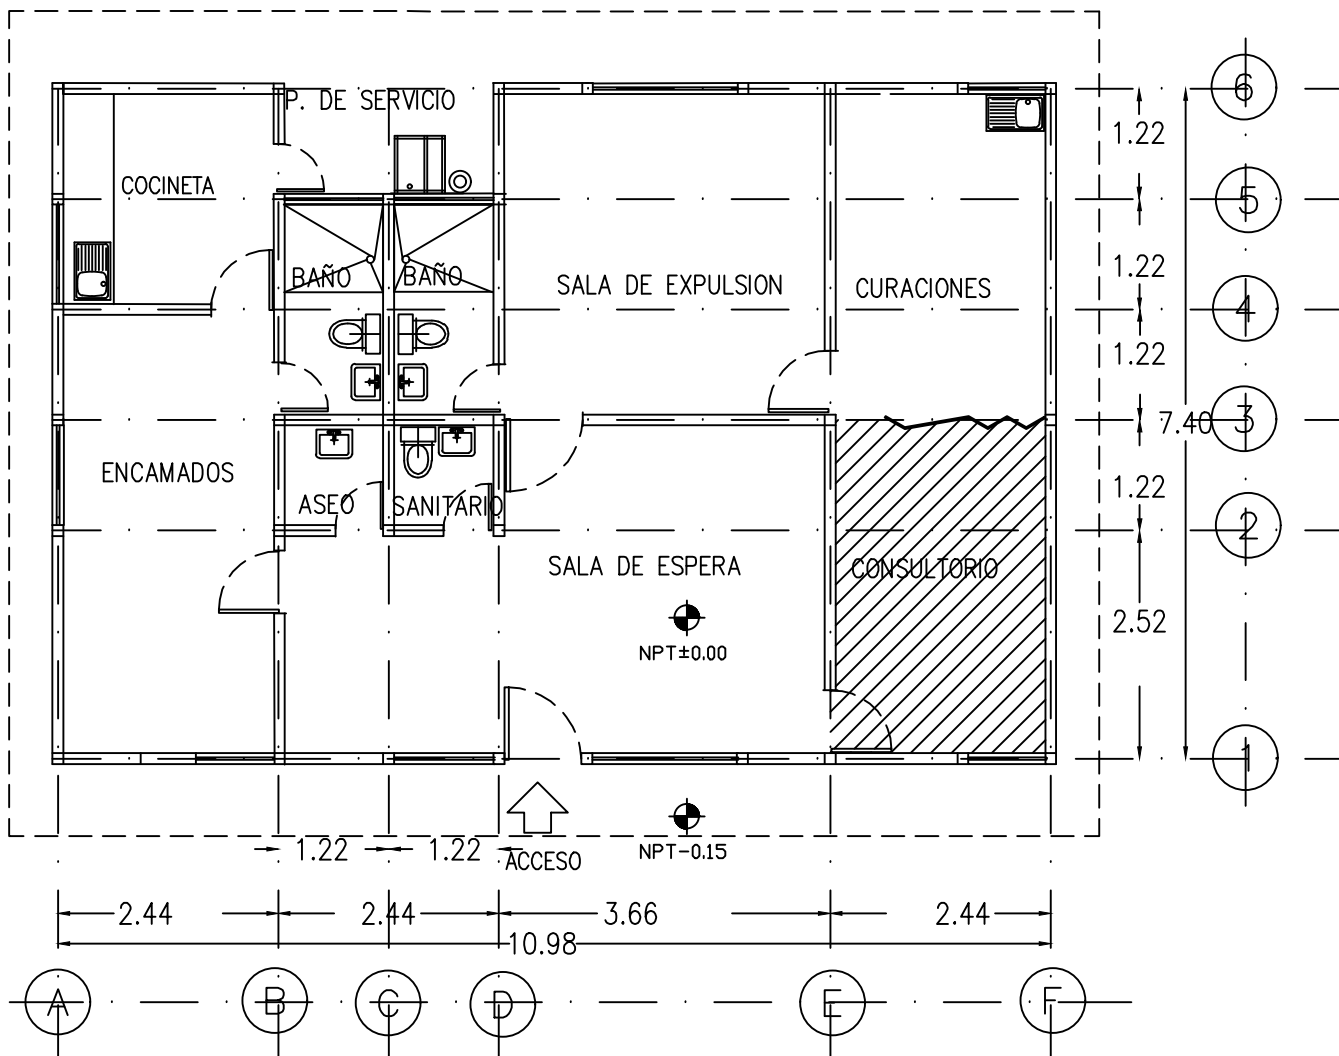 6
P. DE SERVICIO
1.22
COCINETA
5
BAÑO
BAÑO
SALA DE EXPULSION
CURACIONES
1.22
4
1.22
3
7.40
ENCAMADOS
ASEO
SANITARIO
1.22
2
SALA DE ESPERA
CONSULTORIO
2.52
NPT±0.00
1
1.22
1.22
ACCESO
NPT-0.15
2.44
2.44
3.66
2.44
10.98
A
B
C
D
E
F